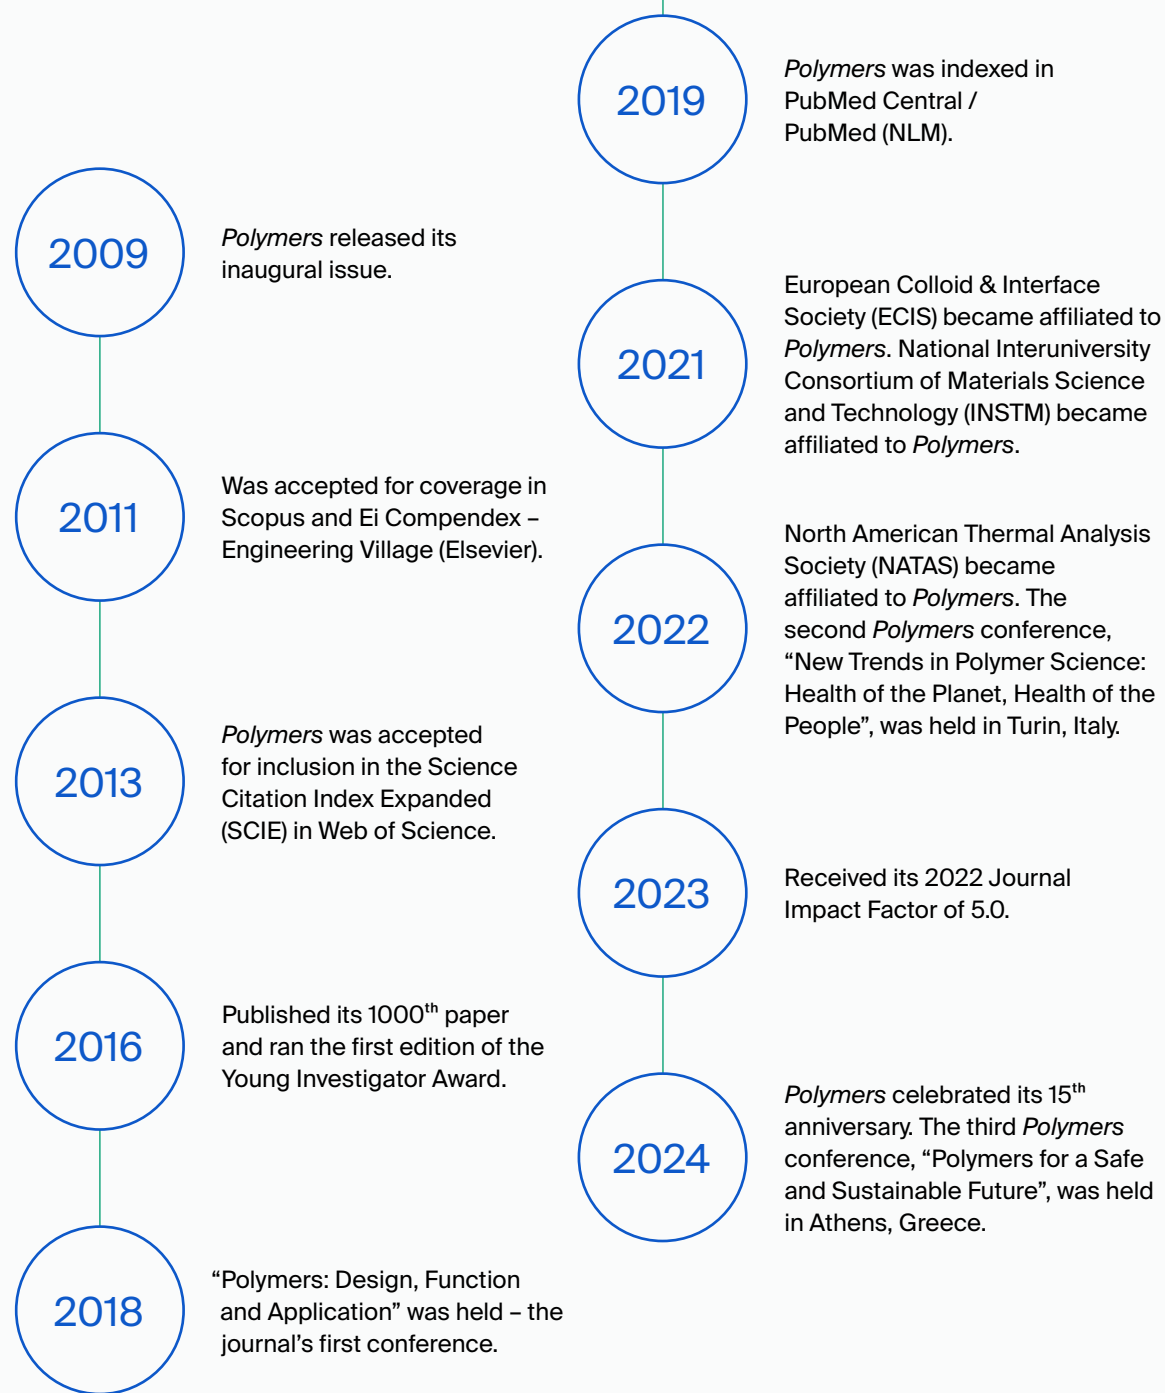 2009
Polymers released its
inaugural issue.
2011
Was accepted for coverage in
Scopus and Ei Compendex –
Engineering Village (Elsevier).
2013
Polymers was accepted
for inclusion in the Science
Citation Index Expanded
(SCIE) in Web of Science.
2016
Published its 1000th paper
and ran the first edition of the
Young Investigator Award.
2018
“Polymers: Design, Function
and Application” was held – the
journal’s first conference.
2019
Polymers was indexed in
PubMed Central /
PubMed (NLM).
2021
European Colloid & Interface
Society (ECIS) became affiliated to
Polymers. National Interuniversity
Consortium of Materials Science
and Technology (INSTM) became
affiliated to Polymers.
2022
North American Thermal Analysis
Society (NATAS) became
affiliated to Polymers. The
second Polymers conference,
“New Trends in Polymer Science:
Health of the Planet, Health of the
People”, was held in Turin, Italy.
2023
Received its 2022 Journal
Impact Factor of 5.0.
2024
Polymers celebrated its 15th
anniversary. The third Polymers
conference, “Polymers for a Safe
and Sustainable Future”, was held
in Athens, Greece.